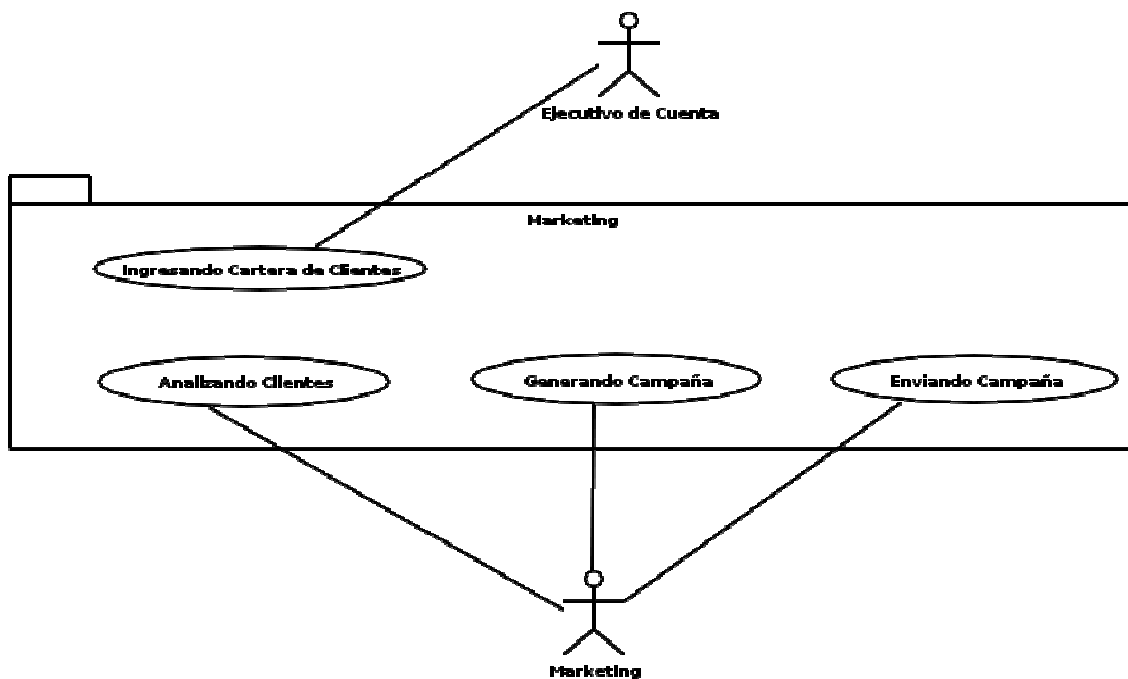 Ejecutivo de Cuenta
Marketing
Ingresando Cartera de Clientes
Analizando Clientes
Generando Campaña
Enviando Campaña
Marketing